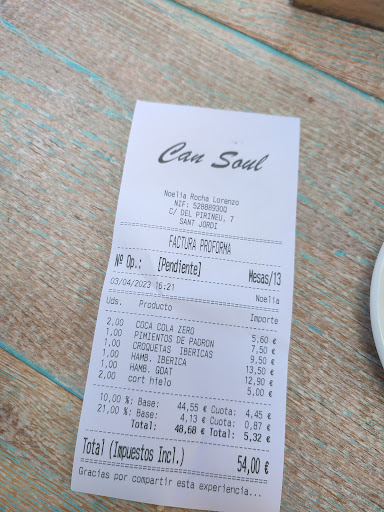 Can Soul
Noelia Rocha Lorenzo
NIF: 52888930Q
C/ DEL PIRINEU, 7
SANT JORDI
FACTURA PROFORMA
Nº Op.: [Pendiente] Mesas/13
03/04/2023 16:21 Noelia
Uds. Producto Importe
2,00 COCA COLA ZERO 5,60 €
1,00 PIMIENTOS DE PADRON 7,50 €
1,00 CROQUETAS IBERICAS 9,50 €
1,00 HAMB. IBERICA 13,50 €
1,00 HAMB. GOAT 12,90 €
2,00 cort hielo 5,00 €
10,00 %: Base: 44,55 € Cuota: 4,45 €
21,00 %: Base: 4,13 € Cuota: 0,87 €
Total: 48,68 € Total: 5,32 €
Total (Impuestos Incl.) 54,00 €
Gracias por compartir esta experiencia...